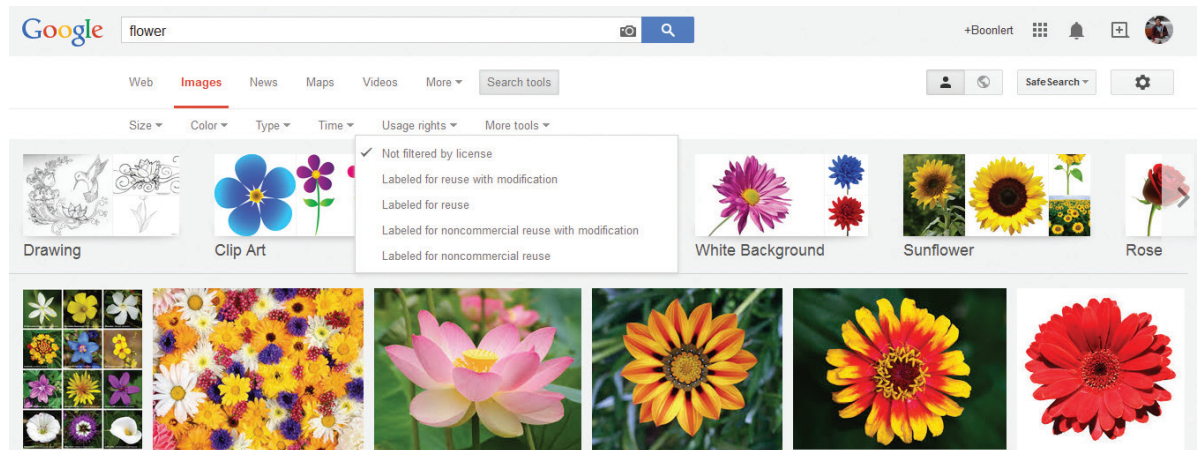 Google flower +Boonlert
Web Images News Maps Videos More Search tools SafeSearch
Size Color Type Time Usage rights More tools
Not filtered by license
Labeled for reuse with modification
Labeled for reuse
Labeled for noncommercial reuse with modification
Labeled for noncommercial reuse
Drawing Clip Art White Background Sunflower Rose